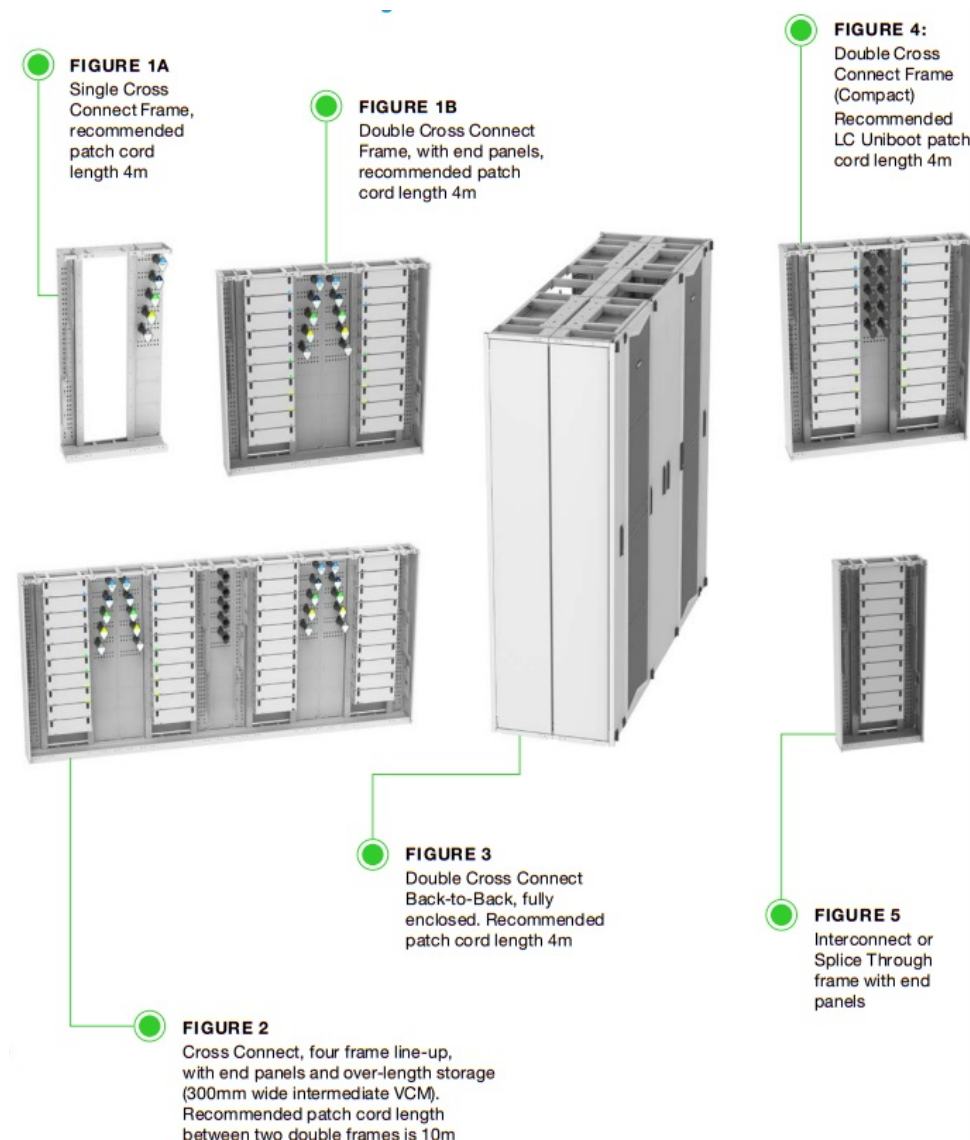 FIGURE 1A
Single Cross
Connect Frame,
recommended
patch cord
length 4m
FIGURE 1B
Double Cross Connect
Frame, with end panels,
recommended patch
cord length 4m
FIGURE 4:
Double Cross
Connect Frame
(Compact)
Recommended
LC Uniboot patch
cord length 4m
FIGURE 3
Double Cross Connect
Back-to-Back, fully
enclosed. Recommended
patch cord length 4m
FIGURE 5
Interconnect or
Splice Through
frame with end
panels
FIGURE 2
Cross Connect, four frame line-up,
with end panels and over-length storage
(300mm wide intermediate VCM).
Recommended patch cord length
between two double frames is 10m